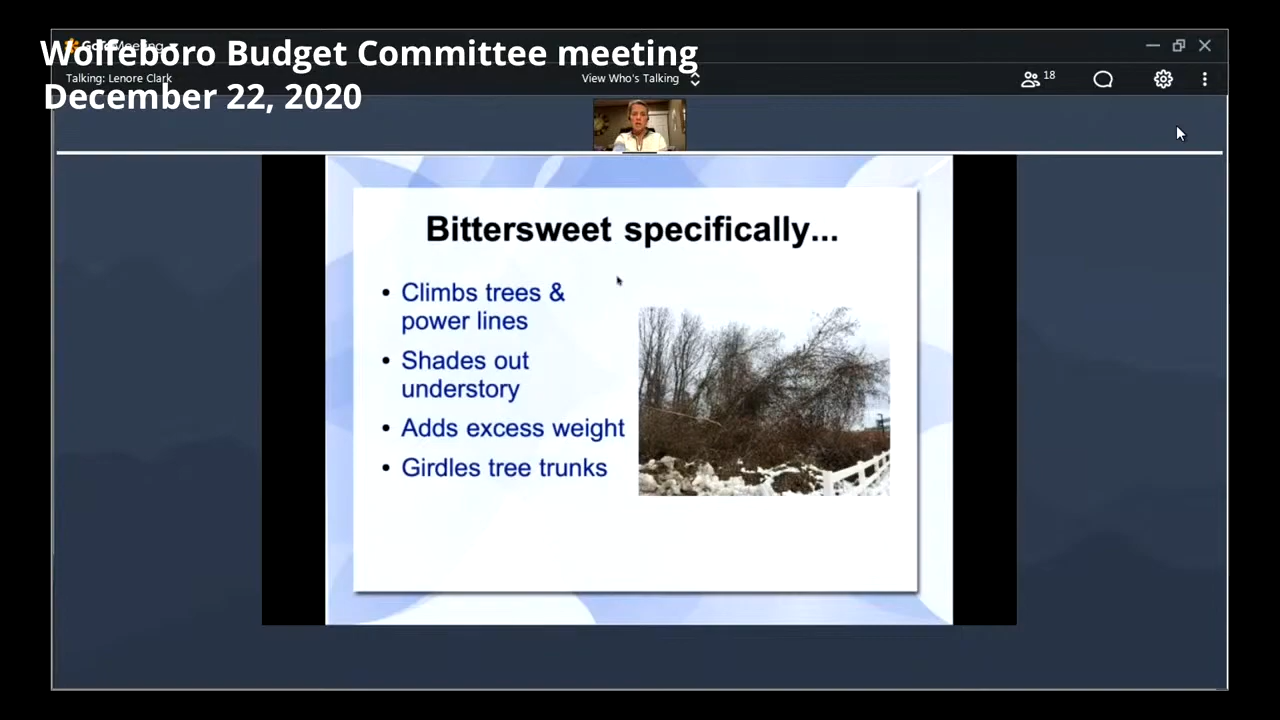 Wolfeboro Budget Committee meeting
Talking: Lenore Clark
View Who's Talking
18
December 22, 2020
Bittersweet specifically...
• Climbs trees &
power lines
• Shades out
understory
• Adds excess weight
• Girdles tree trunks